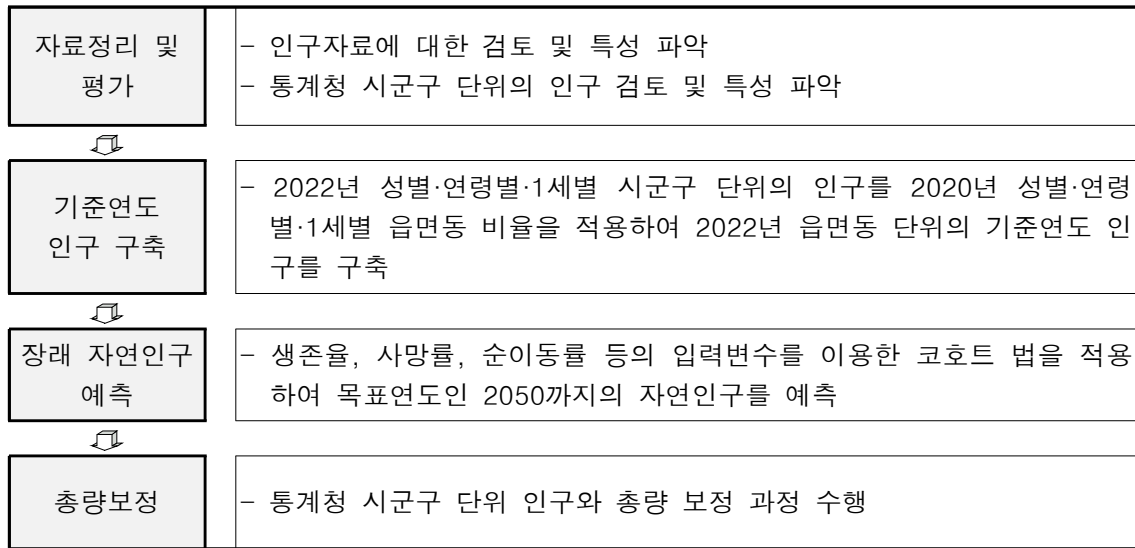 자료정리 및
평가
- 인구자료에 대한 검토 및 특성 파악
- 통계청 시군구 단위의 인구 검토 및 특성 파악
기준연도
인구 구축
- 2022년 성별·연령별·1세별 시군구 단위의 인구를 2020년 성별·연령
별·1세별 읍면동 비율을 적용하여 2022년 읍면동 단위의 기준연도 인
구를 구축
장래 자연인구
예측
- 생존율, 사망률, 순이동률 등의 입력변수를 이용한 코호트 법을 적용
하여 목표연도인 2050까지의 자연인구를 예측
총량보정
- 통계청 시군구 단위 인구와 총량 보정 과정 수행